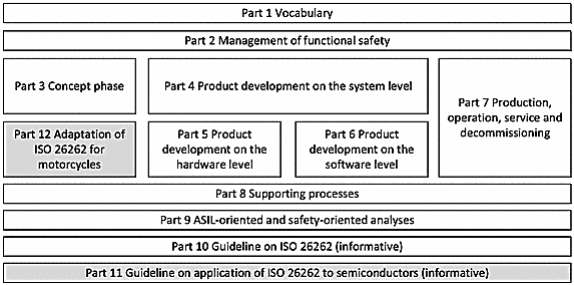 Part 1 Vocabulary
Part 2 Management of functional safety
Part 3 Concept phase
Part 4 Product development on the system level
Part 7 Production,
operation, service and
decommissioning
Part 12 Adaptation of
ISO 26262 for
motorcycles
Part 5 Product
development on the
hardware level
Part 6 Product
development on the
software level
Part 8 Supporting processes
Part 9 ASIL-oriented and safety-oriented analyses
Part 10 Guideline on ISO 26262 (informative)
Part 11 Guideline on application of ISO 26262 to semiconductors (informative)